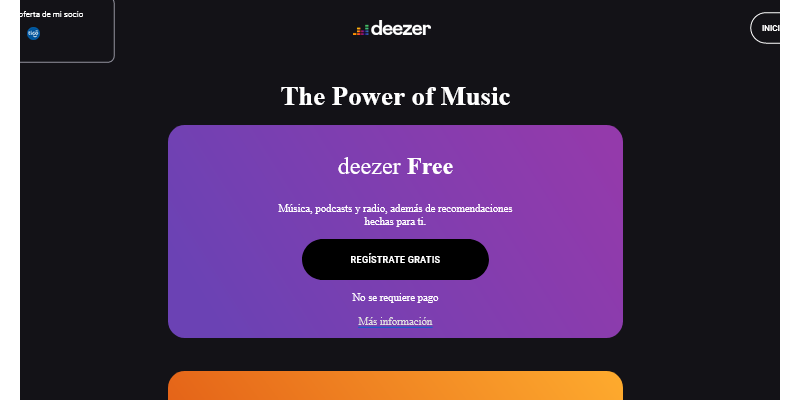 oferta de mi socio
tigo
deezer
INICI
The Power of Music
deezer Free
Música, podcasts y radio, además de recomendaciones
hechas para ti.
REGÍSTRATE GRATIS
No se requiere pago
Más información